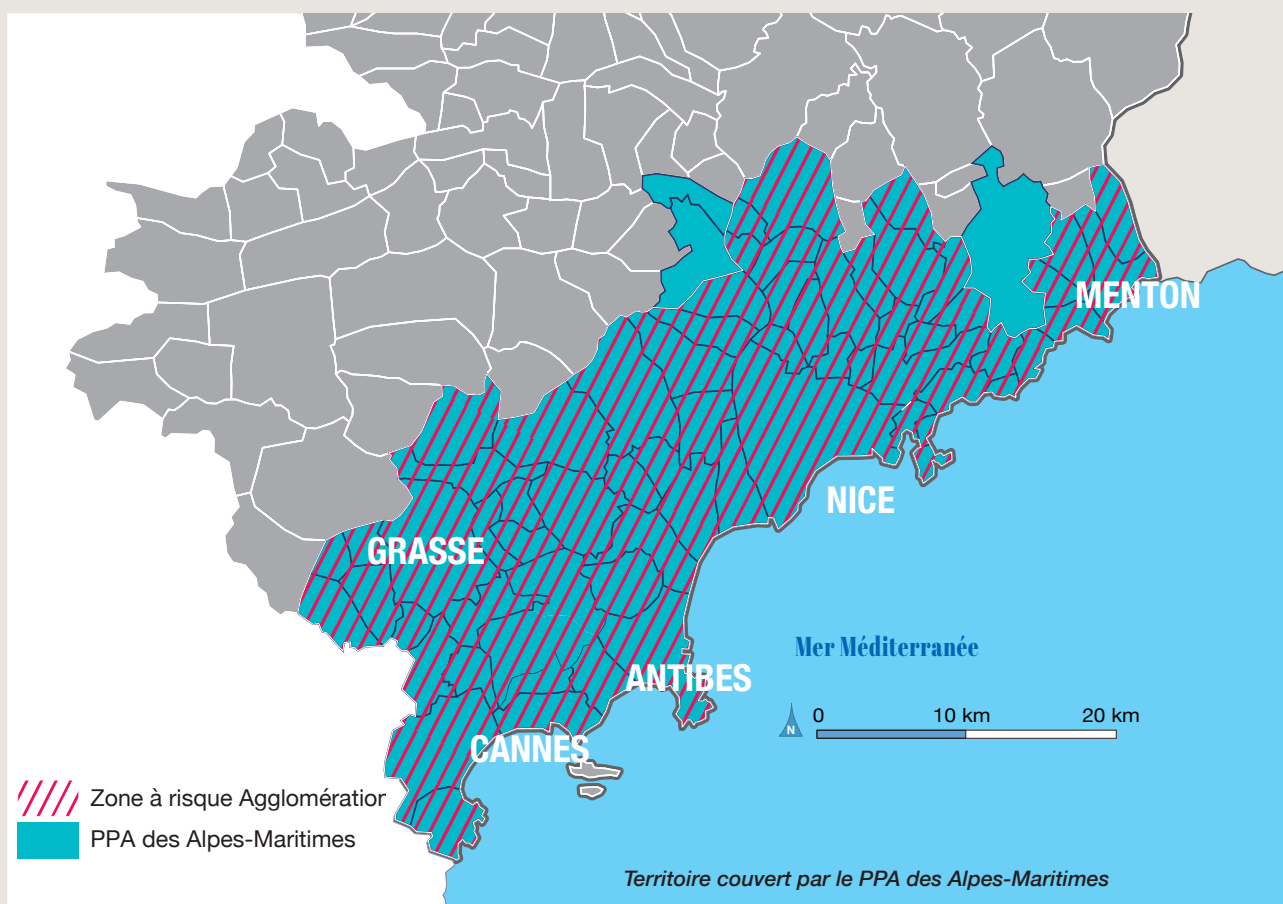 MENTON
NICE
GRASSE
Mer Méditerranée
ANTIBES
0 10 km 20 km
N
CANNES
Zone à risque Agglomération
PPA des Alpes-Maritimes
Territoire couvert par le PPA des Alpes-Maritimes